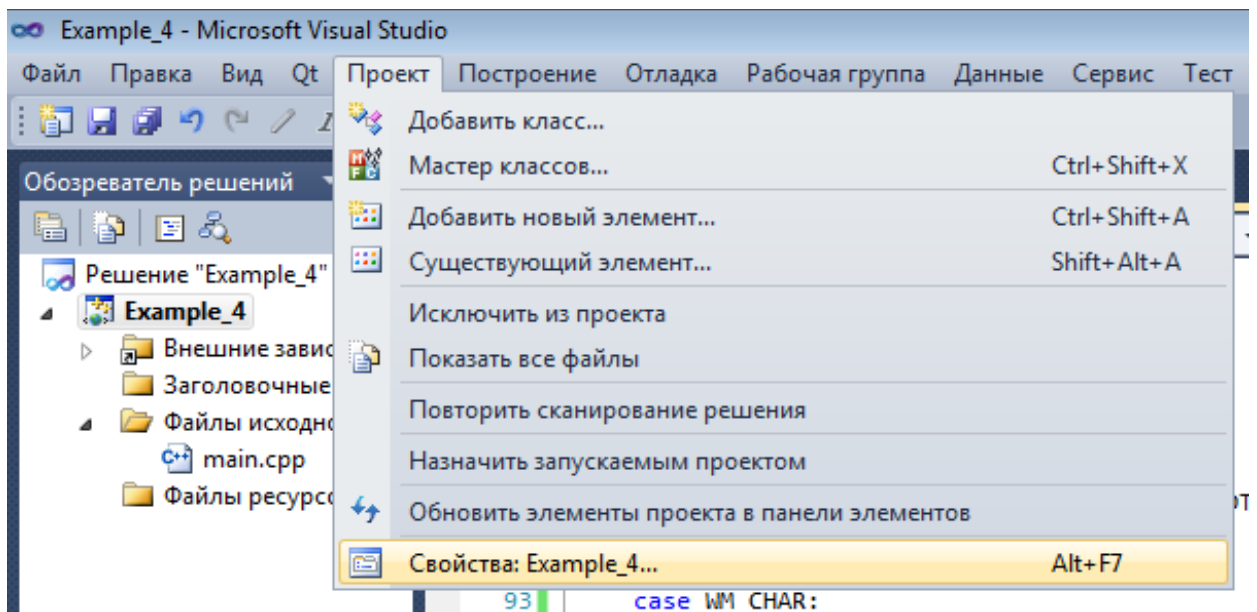 Example_4 - Microsoft Visual Studio
Файл Правка Вид Qt Проект Построение Отладка Рабочая группа Данные Сервис Тест
Добавить класс...
Мастер классов... Ctrl+Shift+X
Обозреватель решений
Добавить новый элемент... Ctrl+Shift+A
Существующий элемент... Shift+Alt+A
Решение "Example_4"
Example_4
Исключить из проекта
Внешние
Показать все файлы
Заголовочные
Повторить сканирование решения
Файлы
main.cpp
Назначить запускаемым проектом
Файлы
Обновить элементы проекта в панели элементов
Свойства: Example_4... Alt+F7
93 case WM_CHAR: